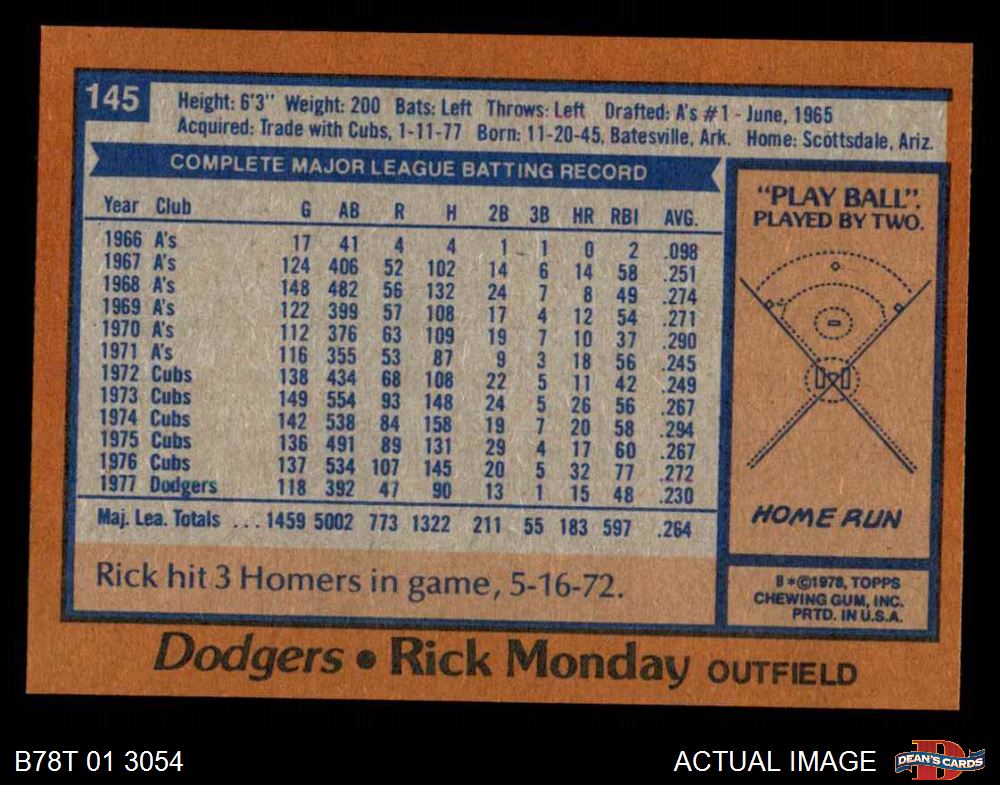 145
Height: 6'3" Weight: 200 Bats: Left Throws: Left Drafted: A's #1 - June, 1965
Acquired: Trade with Cubs, 1-11-77 Born: 11-20-45, Batesville, Ark. Home: Scottsdale, Ariz.
COMPLETE MAJOR LEAGUE BATTING RECORD
Year Club G AB R H 2B 3B HR RBI AVG.
1966 A's 17 41 4 4 1 1 0 2 .098
1967 A's 124 406 52 102 14 6 14 58 .251
1968 A's 148 482 56 132 24 7 8 49 .274
1969 A's 122 399 57 108 17 4 12 54 .271
1970 A's 112 376 63 109 19 7 10 37 .290
1971 A's 116 355 53 87 9 3 18 56 .245
1972 Cubs 138 434 68 108 22 5 11 42 .249
1973 Cubs 149 554 93 148 24 5 26 56 .267
1974 Cubs 142 538 84 158 19 7 20 58 .294
1975 Cubs 136 491 89 131 29 4 17 60 .267
1976 Cubs 137 534 107 145 20 5 32 77 .272
1977 Dodgers 118 392 47 90 13 1 15 48 .230
Maj. Lea. Totals ... 1459 5002 773 1322 211 55 183 597 .264
Rick hit 3 Homers in game, 5-16-72.
"PLAY BALL".
PLAYED BY TWO.
HOME RUN
B*©1978, TOPPS
CHEWING GUM, INC.
PRTD. IN U.S.A.
Dodgers • Rick Monday OUTFIELD
B78T 01 3054
ACTUAL IMAGE
D
DEAN'S CARDS